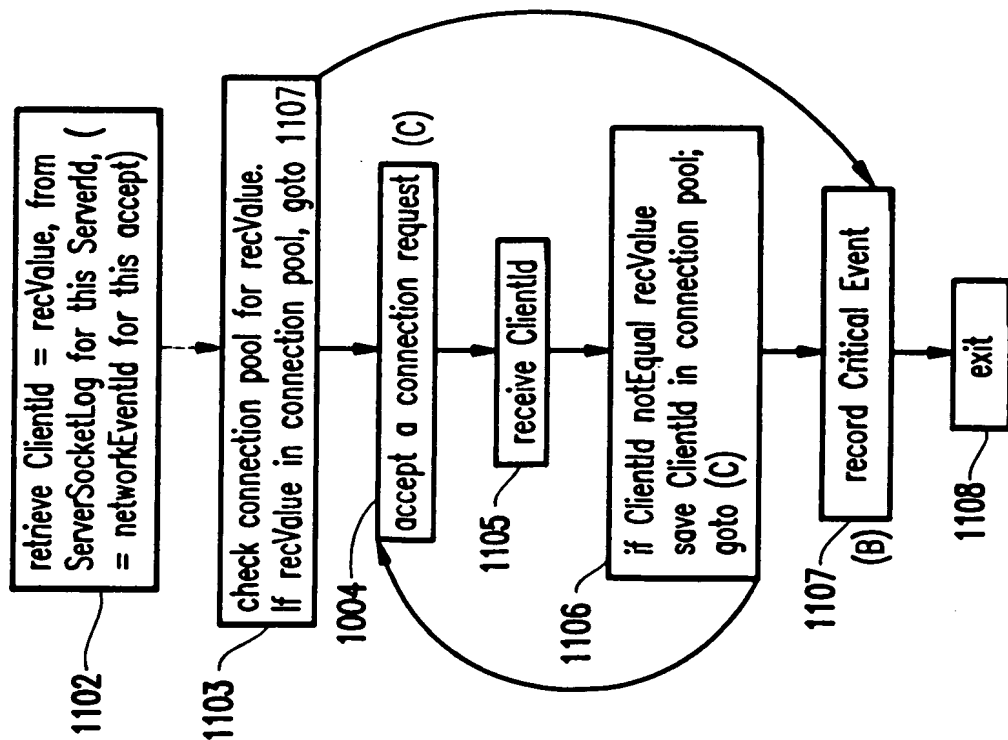 1102
retrieve ClientId = recValue, from
ServerSocketLog for this ServerId, (
= networkEventId for this accept)
1103
check connection pool for recValue.
If recValue in connection pool, goto 1107
1004
accept a connection request
(C)
1105
receive ClientId
1106
if ClientId notEqual recValue
save ClientId in connection pool;
goto (C)
1107
(B)
record Critical Event
1108
exit